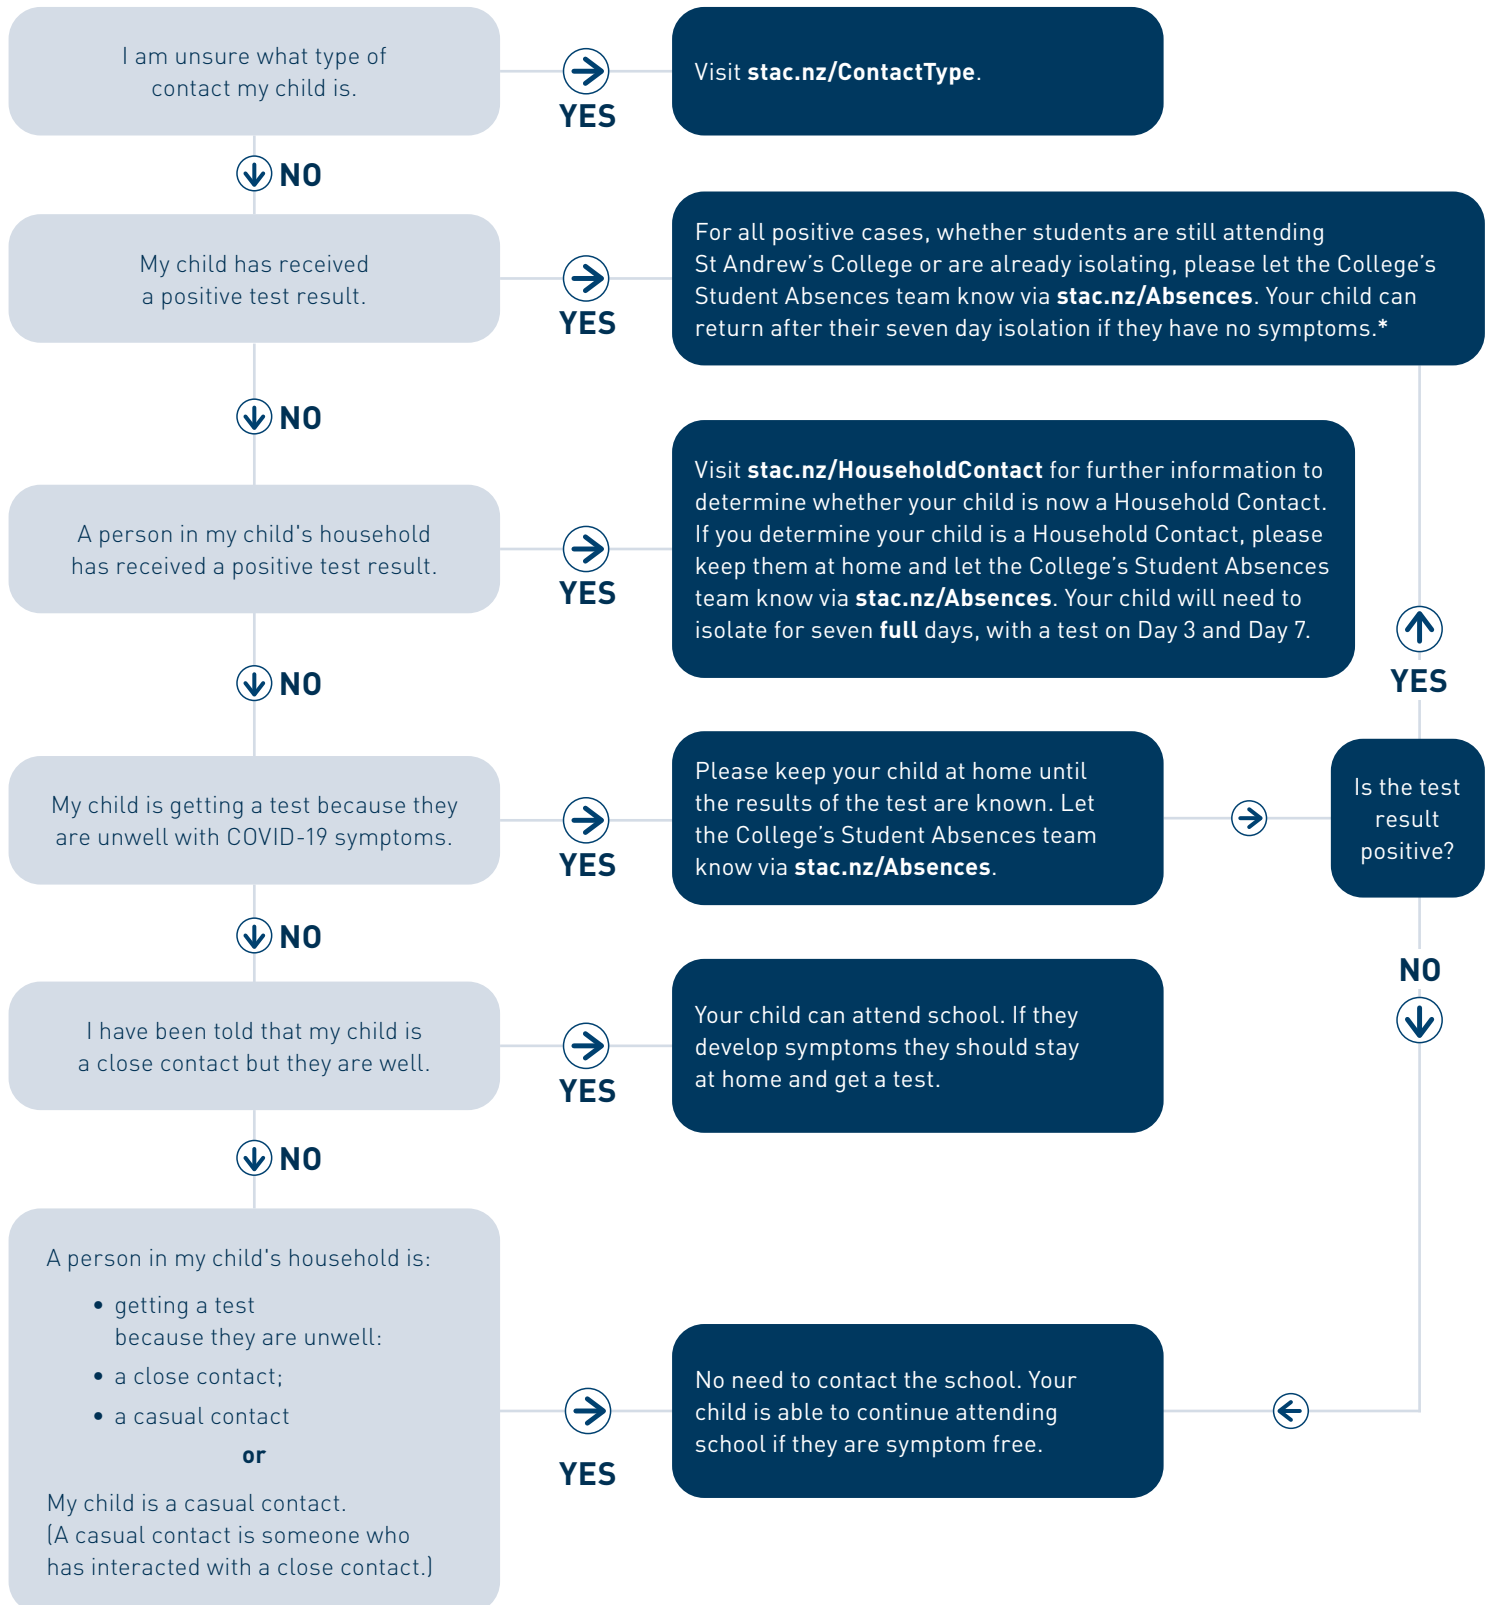 I am unsure what type of
contact my child is.
YES
Visit stac.nz/ContactType.
NO
My child has received
a positive test result.
YES
For all positive cases, whether students are still attending
St Andrew’s College or are already isolating, please let the College’s
Student Absences team know via stac.nz/Absences. Your child can
return after their seven day isolation if they have no symptoms.*
NO
A person in my child's household
has received a positive test result.
YES
Visit stac.nz/HouseholdContact for further information to
determine whether your child is now a Household Contact.
If you determine your child is a Household Contact, please
keep them at home and let the College’s Student Absences
team know via stac.nz/Absences. Your child will need to
isolate for seven full days, with a test on Day 3 and Day 7.
NO
My child is getting a test because they
are unwell with COVID-19 symptoms.
YES
Please keep your child at home until
the results of the test are known. Let
the College’s Student Absences team
know via stac.nz/Absences.
Is the test
result
positive?
YES
NO
NO
I have been told that my child is
a close contact but they are well.
YES
Your child can attend school. If they
develop symptoms they should stay
at home and get a test.
NO
A person in my child's household is:
• getting a test
because they are unwell:
• a close contact;
• a casual contact
or
My child is a casual contact.
(A casual contact is someone who
has interacted with a close contact.)
YES
No need to contact the school. Your
child is able to continue attending
school if they are symptom free.